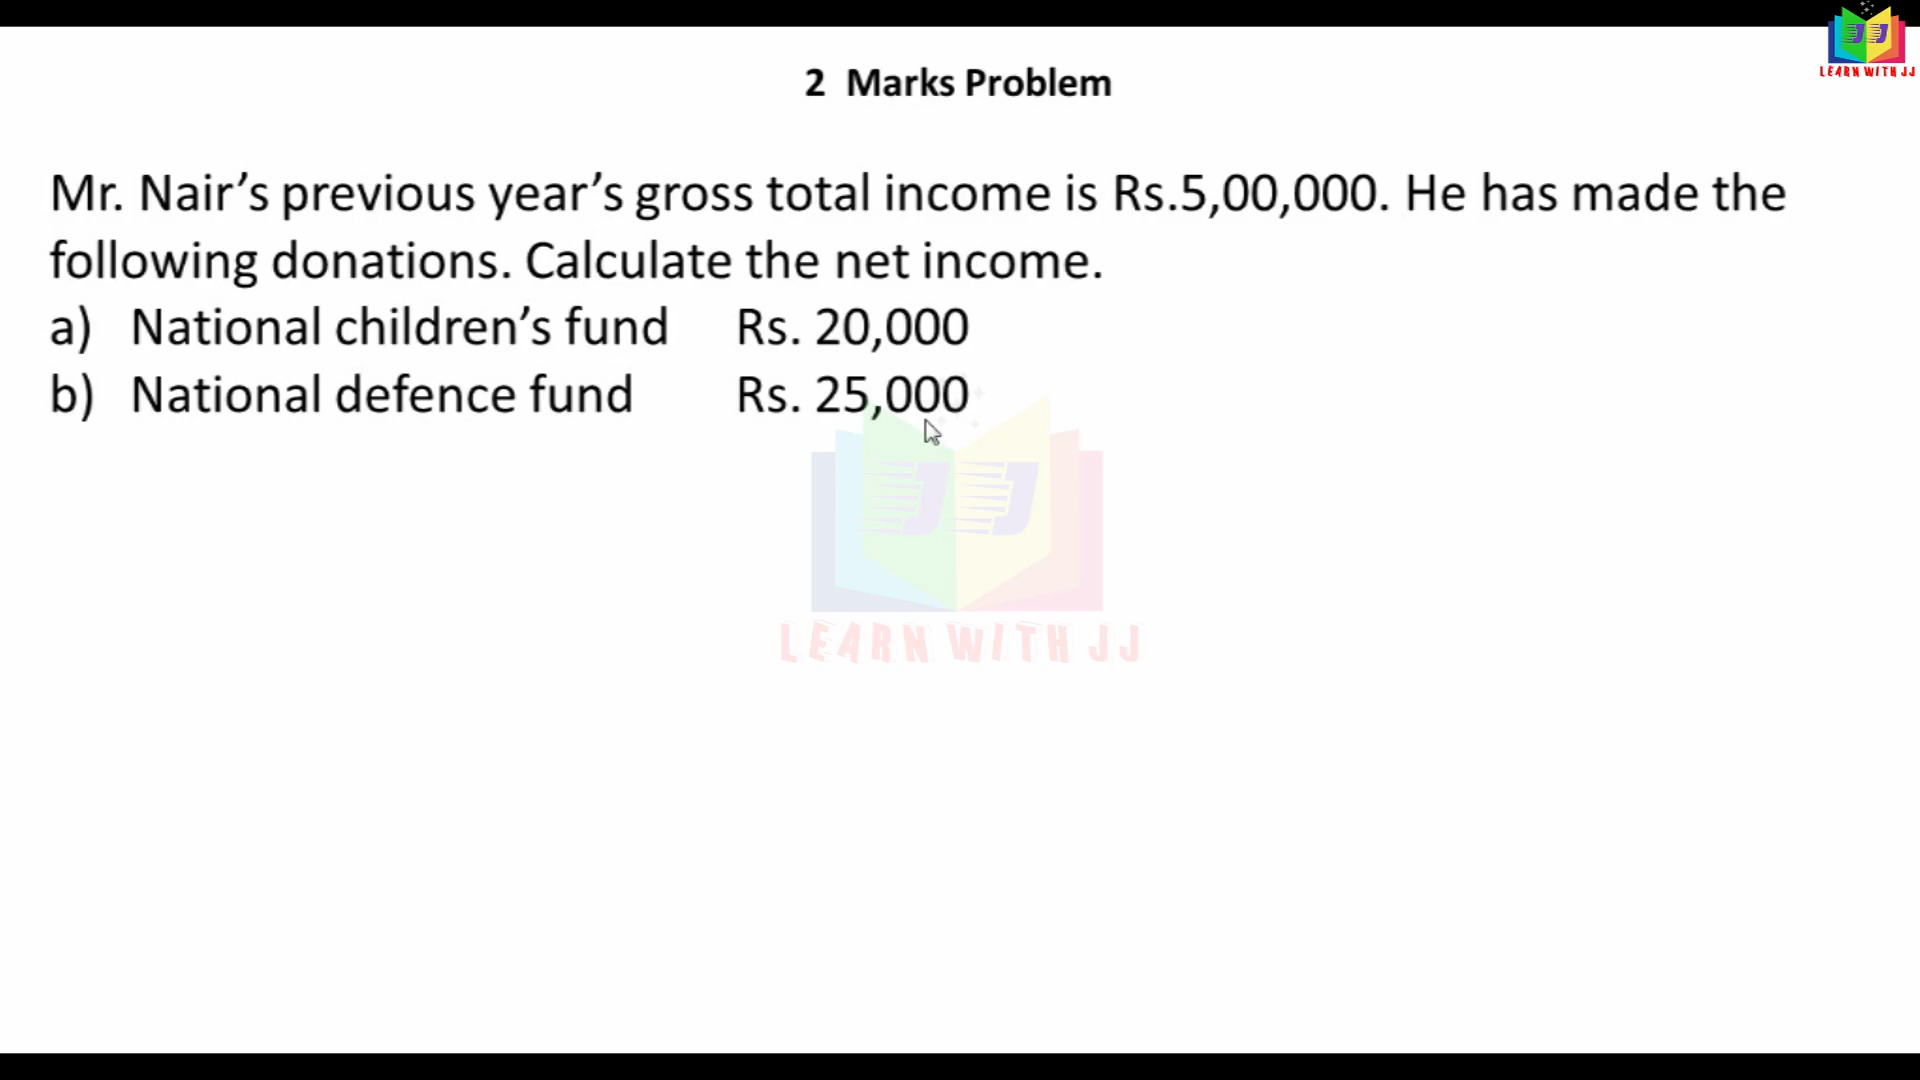 JJ
LEARN WITH JJ
2 Marks Problem
Mr. Nair’s previous year’s gross total income is Rs.5,00,000. He has made the
following donations. Calculate the net income.
a) National children’s fund Rs. 20,000
b) National defence fund Rs. 25,000
JJ
LEARN WITH JJ